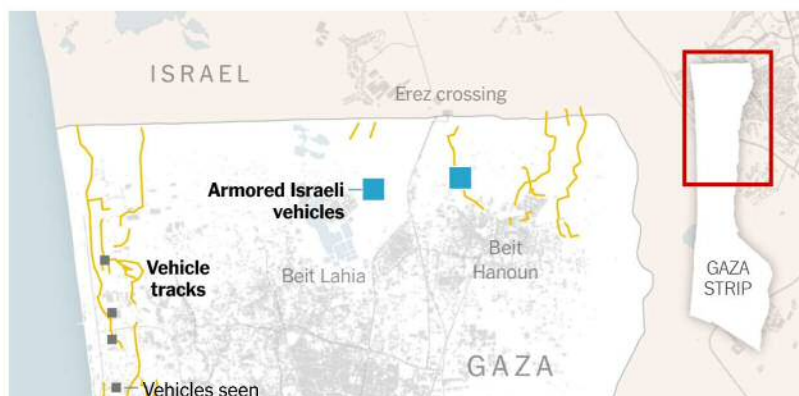 ISRAEL
Erez crossing
Armored Israeli
vehicles
Beit Lahia
Beit
Hanoun
Vehicle
tracks
GAZA
STRIP
GAZA
Vehicles seen